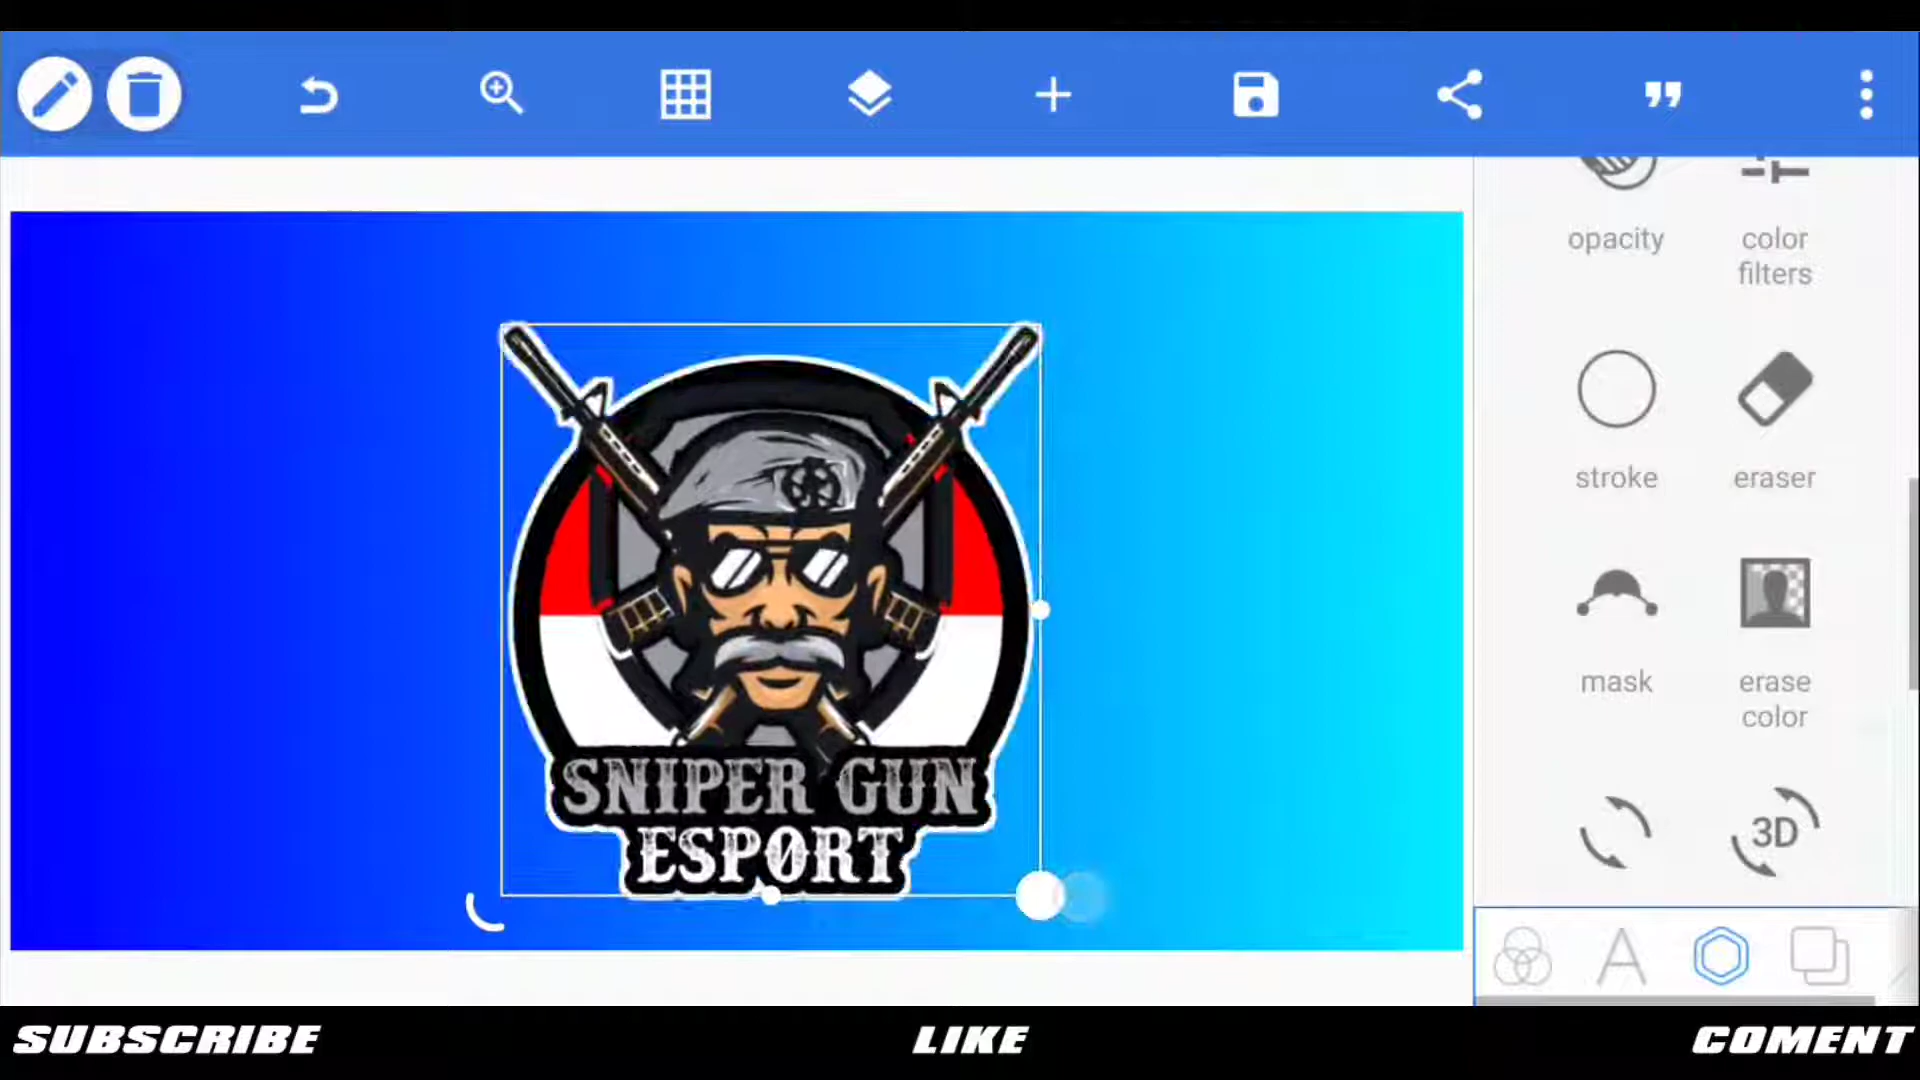 opacity
color
filters
stroke
eraser
mask
erase
color
3D
SNIPER GUN
ESPORT
SUBSCRIBE
LIKE
COMENT